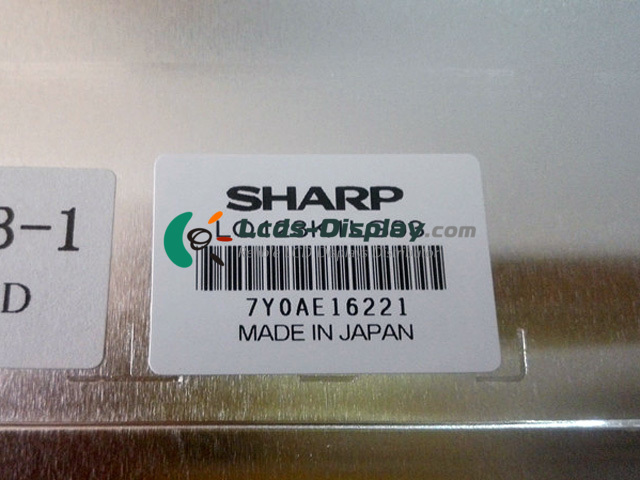 SHARP
Lcds-Display.com
7Y0AE16221
MADE IN JAPAN
3-1
D